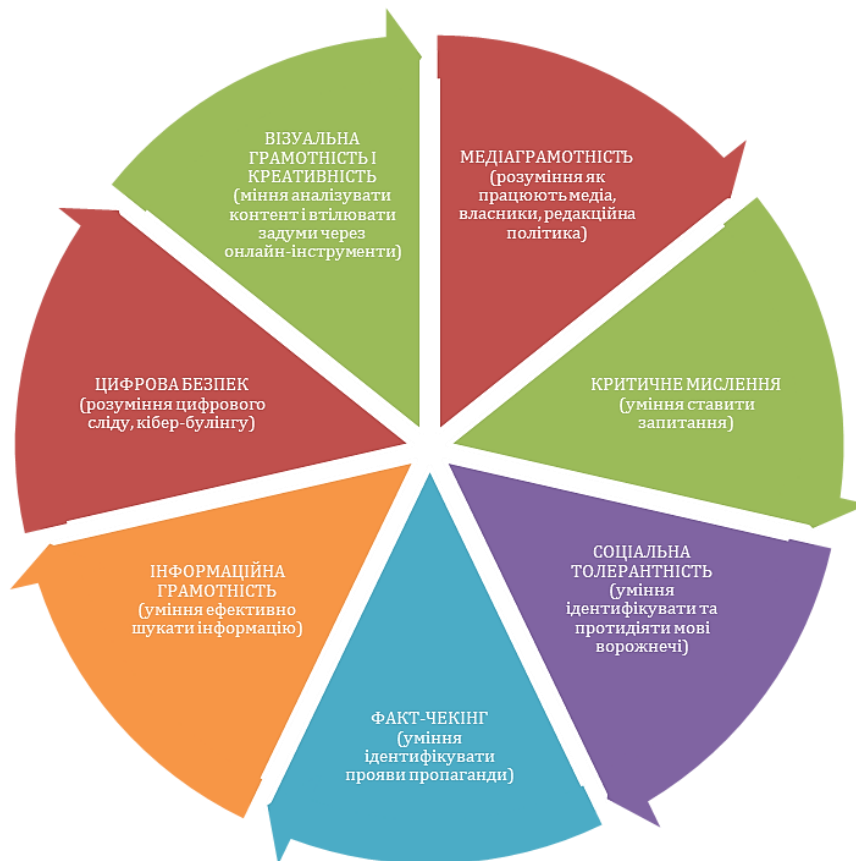 ВІЗУАЛЬНА
ГРАМОТНІСТЬ І
КРЕАТИВНІСТЬ
(міння аналізувати
контент і втілювати
задуми через
онлайн-інструменти)
МЕДІАГРАМОТНІСТЬ
(розуміння як
працюють медіа,
власники, редакційна
політика)
КРИТИЧНЕ МИСЛЕННЯ
(уміння ставити
запитання)
СОЦІАЛЬНА
ТОЛЕРАНТНІСТЬ
(уміння
ідентифікувати та
протидіяти мові
ворожнечі)
ФАКТ-ЧЕКІНГ
(уміння
ідентифікувати
прояви пропаганди)
ІНФОРМАЦІЙНА
ГРАМОТНІСТЬ
(уміння ефективно
шукати інформацію)
ЦИФРОВА БЕЗПЕК
(розуміння цифрового
сліду, кібер-булінгу)